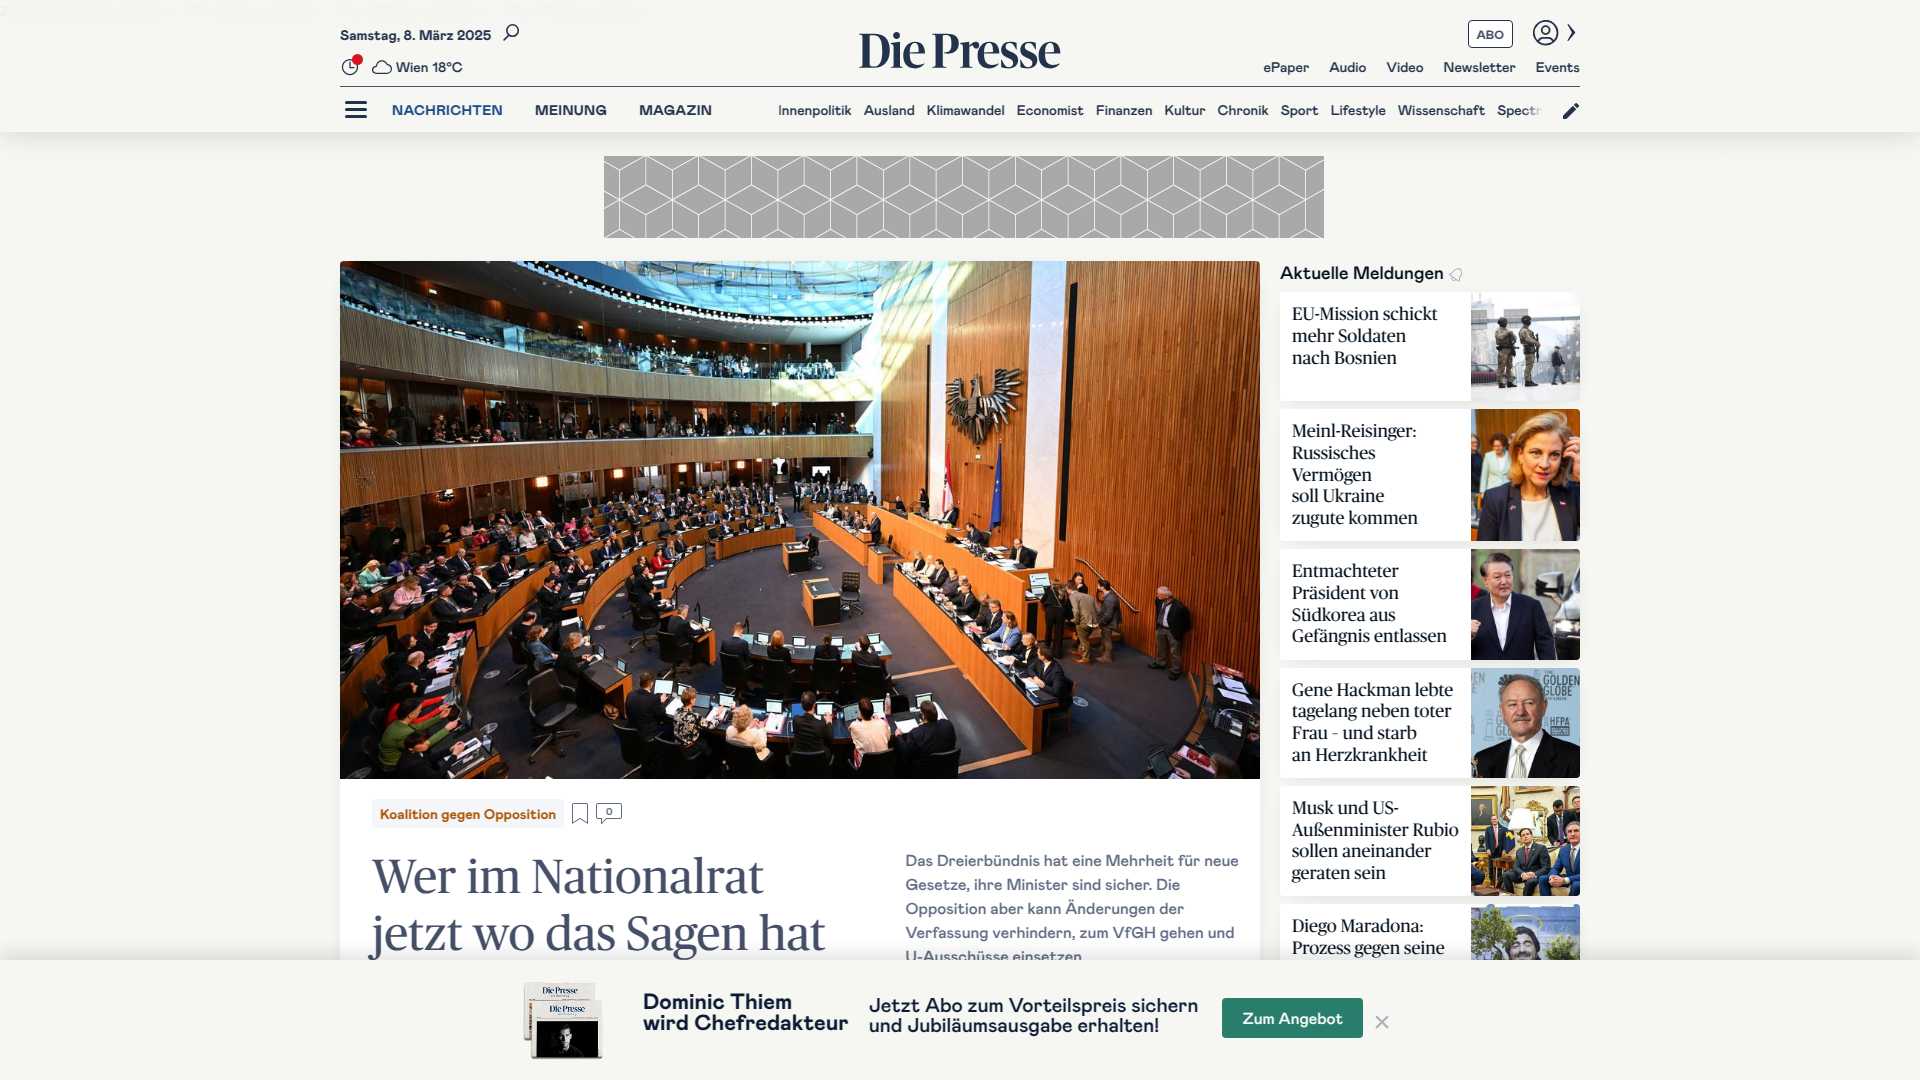 Samstag, 8. März 2025
Wien 18°C
Die Presse
ABO
ePaper Audio Video Newsletter Events
NACHRICHTEN MEINUNG MAGAZIN
Innenpolitik Ausland Klimawandel Economist Finanzen Kultur Chronik Sport Lifestyle Wissenschaft Spectr
Koalition gegen Opposition
0
Wer im Nationalrat
jetzt wo das Sagen hat
Das Dreierbündnis hat eine Mehrheit für neue
Gesetze, ihre Minister sind sicher. Die
Opposition aber kann Änderungen der
Verfassung verhindern, zum VfGH gehen und
U-Ausschüsse einsetzen.
Aktuelle Meldungen
EU-Mission schickt
mehr Soldaten
nach Bosnien
Meinl-Reisinger:
Russisches
Vermögen
soll Ukraine
zugute kommen
Entmachteter
Präsident von
Südkorea aus
Gefängnis entlassen
Gene Hackman lebte
tagelang neben toter
Frau – und starb
an Herzkrankheit
GOLDEN
GLOBE
HFPA
Musk und US-
Außenminister Rubio
sollen aneinander
geraten sein
Diego Maradona:
Prozess gegen seine
Die Presse
Die Presse
Dominic Thiem
wird Chefredakteur
Jetzt Abo zum Vorteilspreis sichern
und Jubiläumsausgabe erhalten!
Zum Angebot